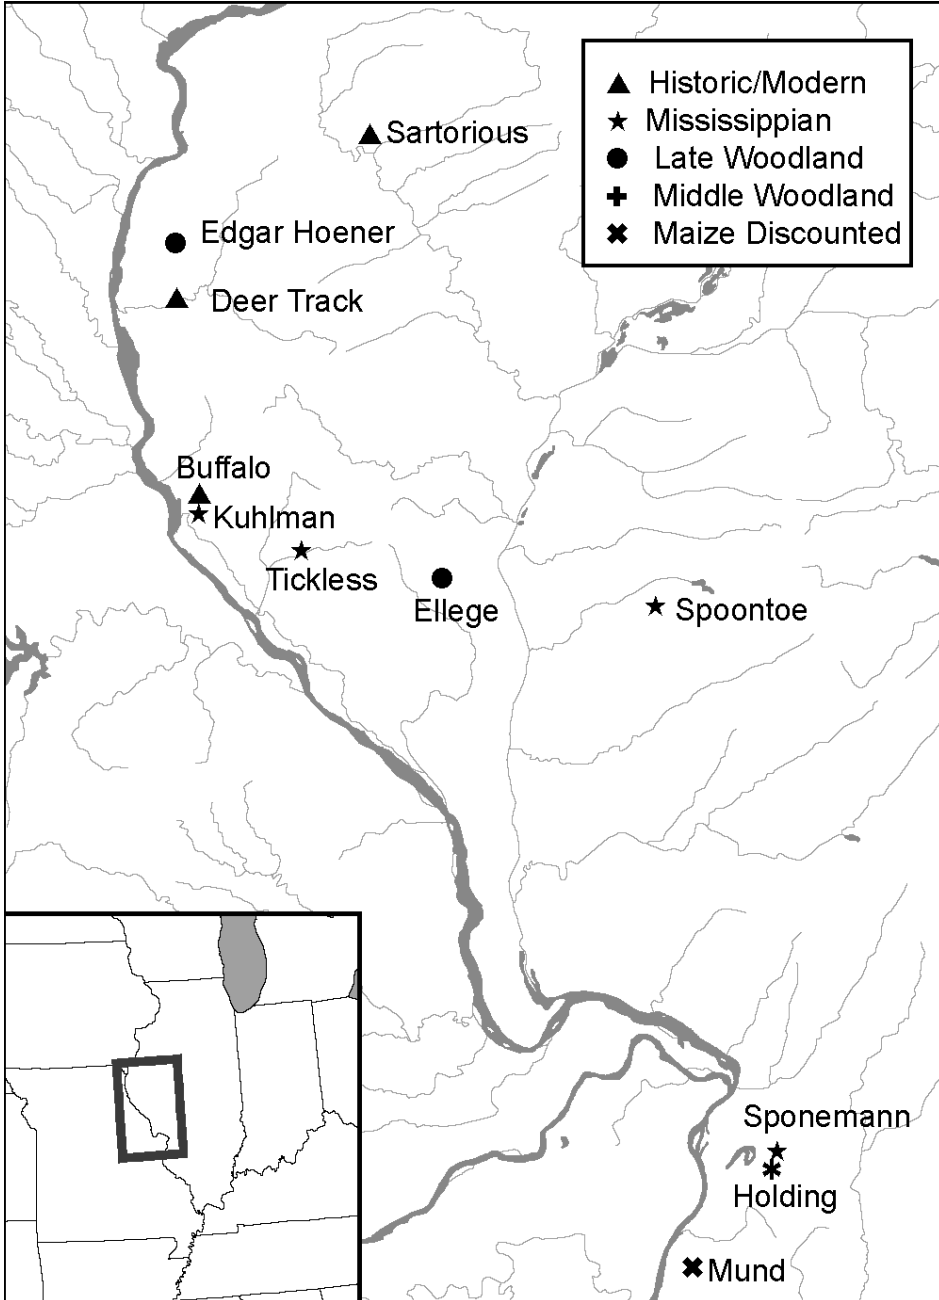 Historic/Modern
Mississippian
Late Woodland
Middle Woodland
Maize Discounted
Sartorious
Edgar Hoener
Deer Track
Buffalo
Kuhlman
Tickless
Ellege
Spoontoe
Sponemann
Holding
Mund